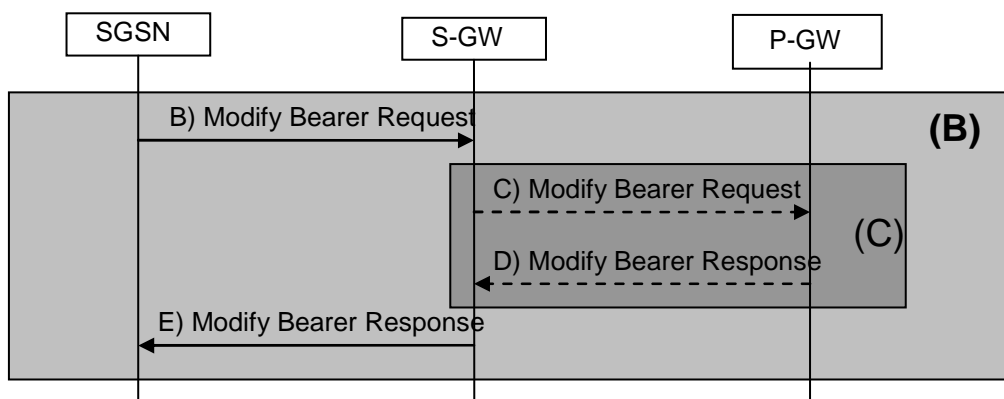 SGSN
S-GW
P-GW
B) Modify Bearer Request
(B)
C) Modify Bearer Request
(C)
D) Modify Bearer Response
E) Modify Bearer Response